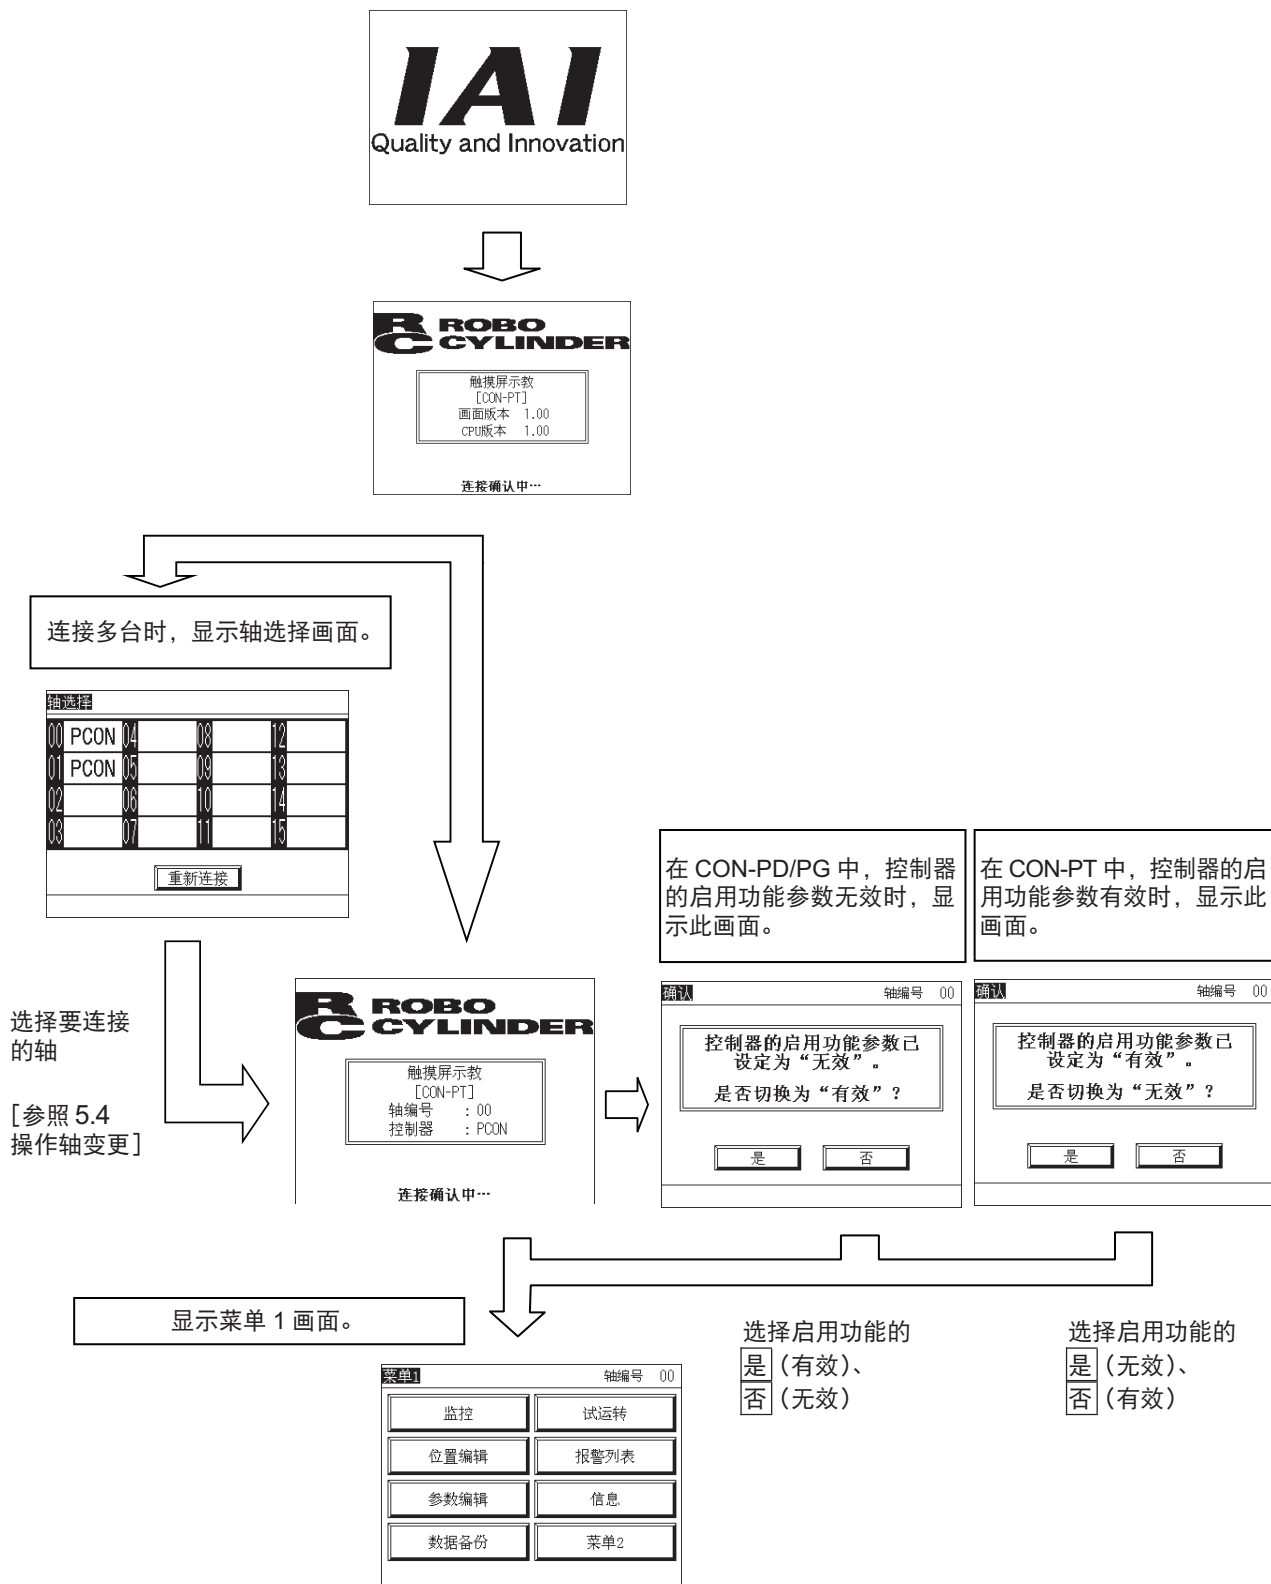 IAI
Quality and Innovation
RC ROBO
CYLINDER
触摸屏示教
[CON-PT]
画面版本 1.00
CPU版本 1.00
连接确认中…
连接多台时，显示轴选择画面。
轴选择
00 PCON 04 08 12
01 PCON 05 09 13
02 06 10 14
03 07 11 15
重新连接
选择要连接
的轴
[参照 5.4
操作轴变更]
RC ROBO
CYLINDER
触摸屏示教
[CON-PT]
轴编号 : 00
控制器 : PCON
连接确认中…
在 CON-PD/PG 中，控制器
的启用功能参数无效时，显
示此画面。
确认 轴编号 00
控制器的启用功能参数已
设定为“无效”。
是否切换为“有效”？
是 否
在 CON-PT 中，控制器的启
用功能参数有效时，显示此
画面。
确认 轴编号 00
控制器的启用功能参数已
设定为“有效”。
是否切换为“无效”？
是 否
选择启用功能的
是（有效）、
否（无效）
选择启用功能的
是（无效）、
否（有效）
显示菜单 1 画面。
菜单1 轴编号 00
监控 试运转
位置编辑 报警列表
参数编辑 信息
数据备份 菜单2